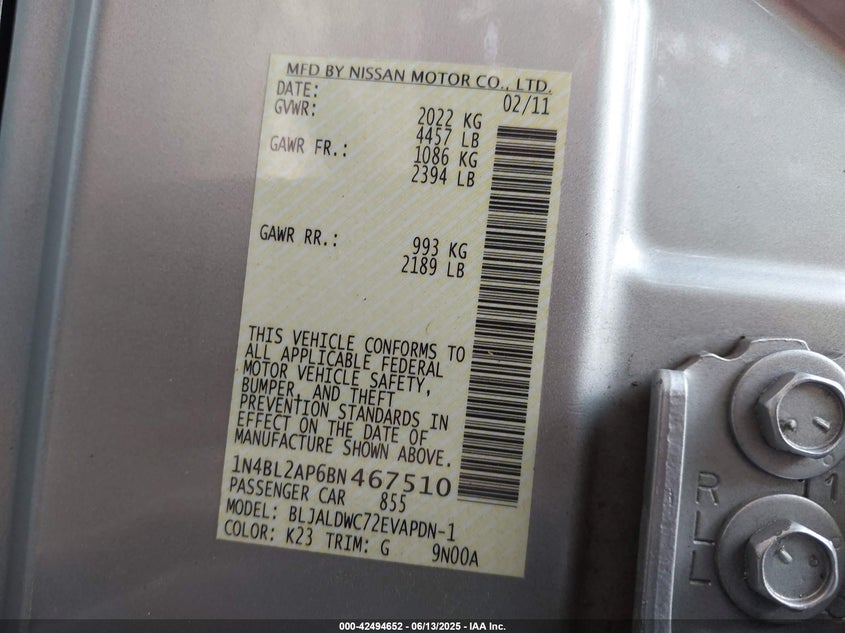 MFD BY NISSAN MOTOR CO., LTD.
DATE: 02/11
GVWR: 2022 KG
4457 LB
GAWR FR.: 1086 KG
2394 LB
GAWR RR.: 993 KG
2189 LB
THIS VEHICLE CONFORMS TO
ALL APPLICABLE FEDERAL
MOTOR VEHICLE SAFETY,
BUMPER, AND THEFT
PREVENTION STANDARDS IN
EFFECT ON THE DATE OF
MANUFACTURE SHOWN ABOVE.
1N4BL2AP6BN467510
PASSENGER CAR 855
MODEL: BLJALDWC72EVAPDN-1
COLOR: K23 TRIM: G 9N00A
RLL
1
000-42494652 - 06/13/2025 - IAA Inc.